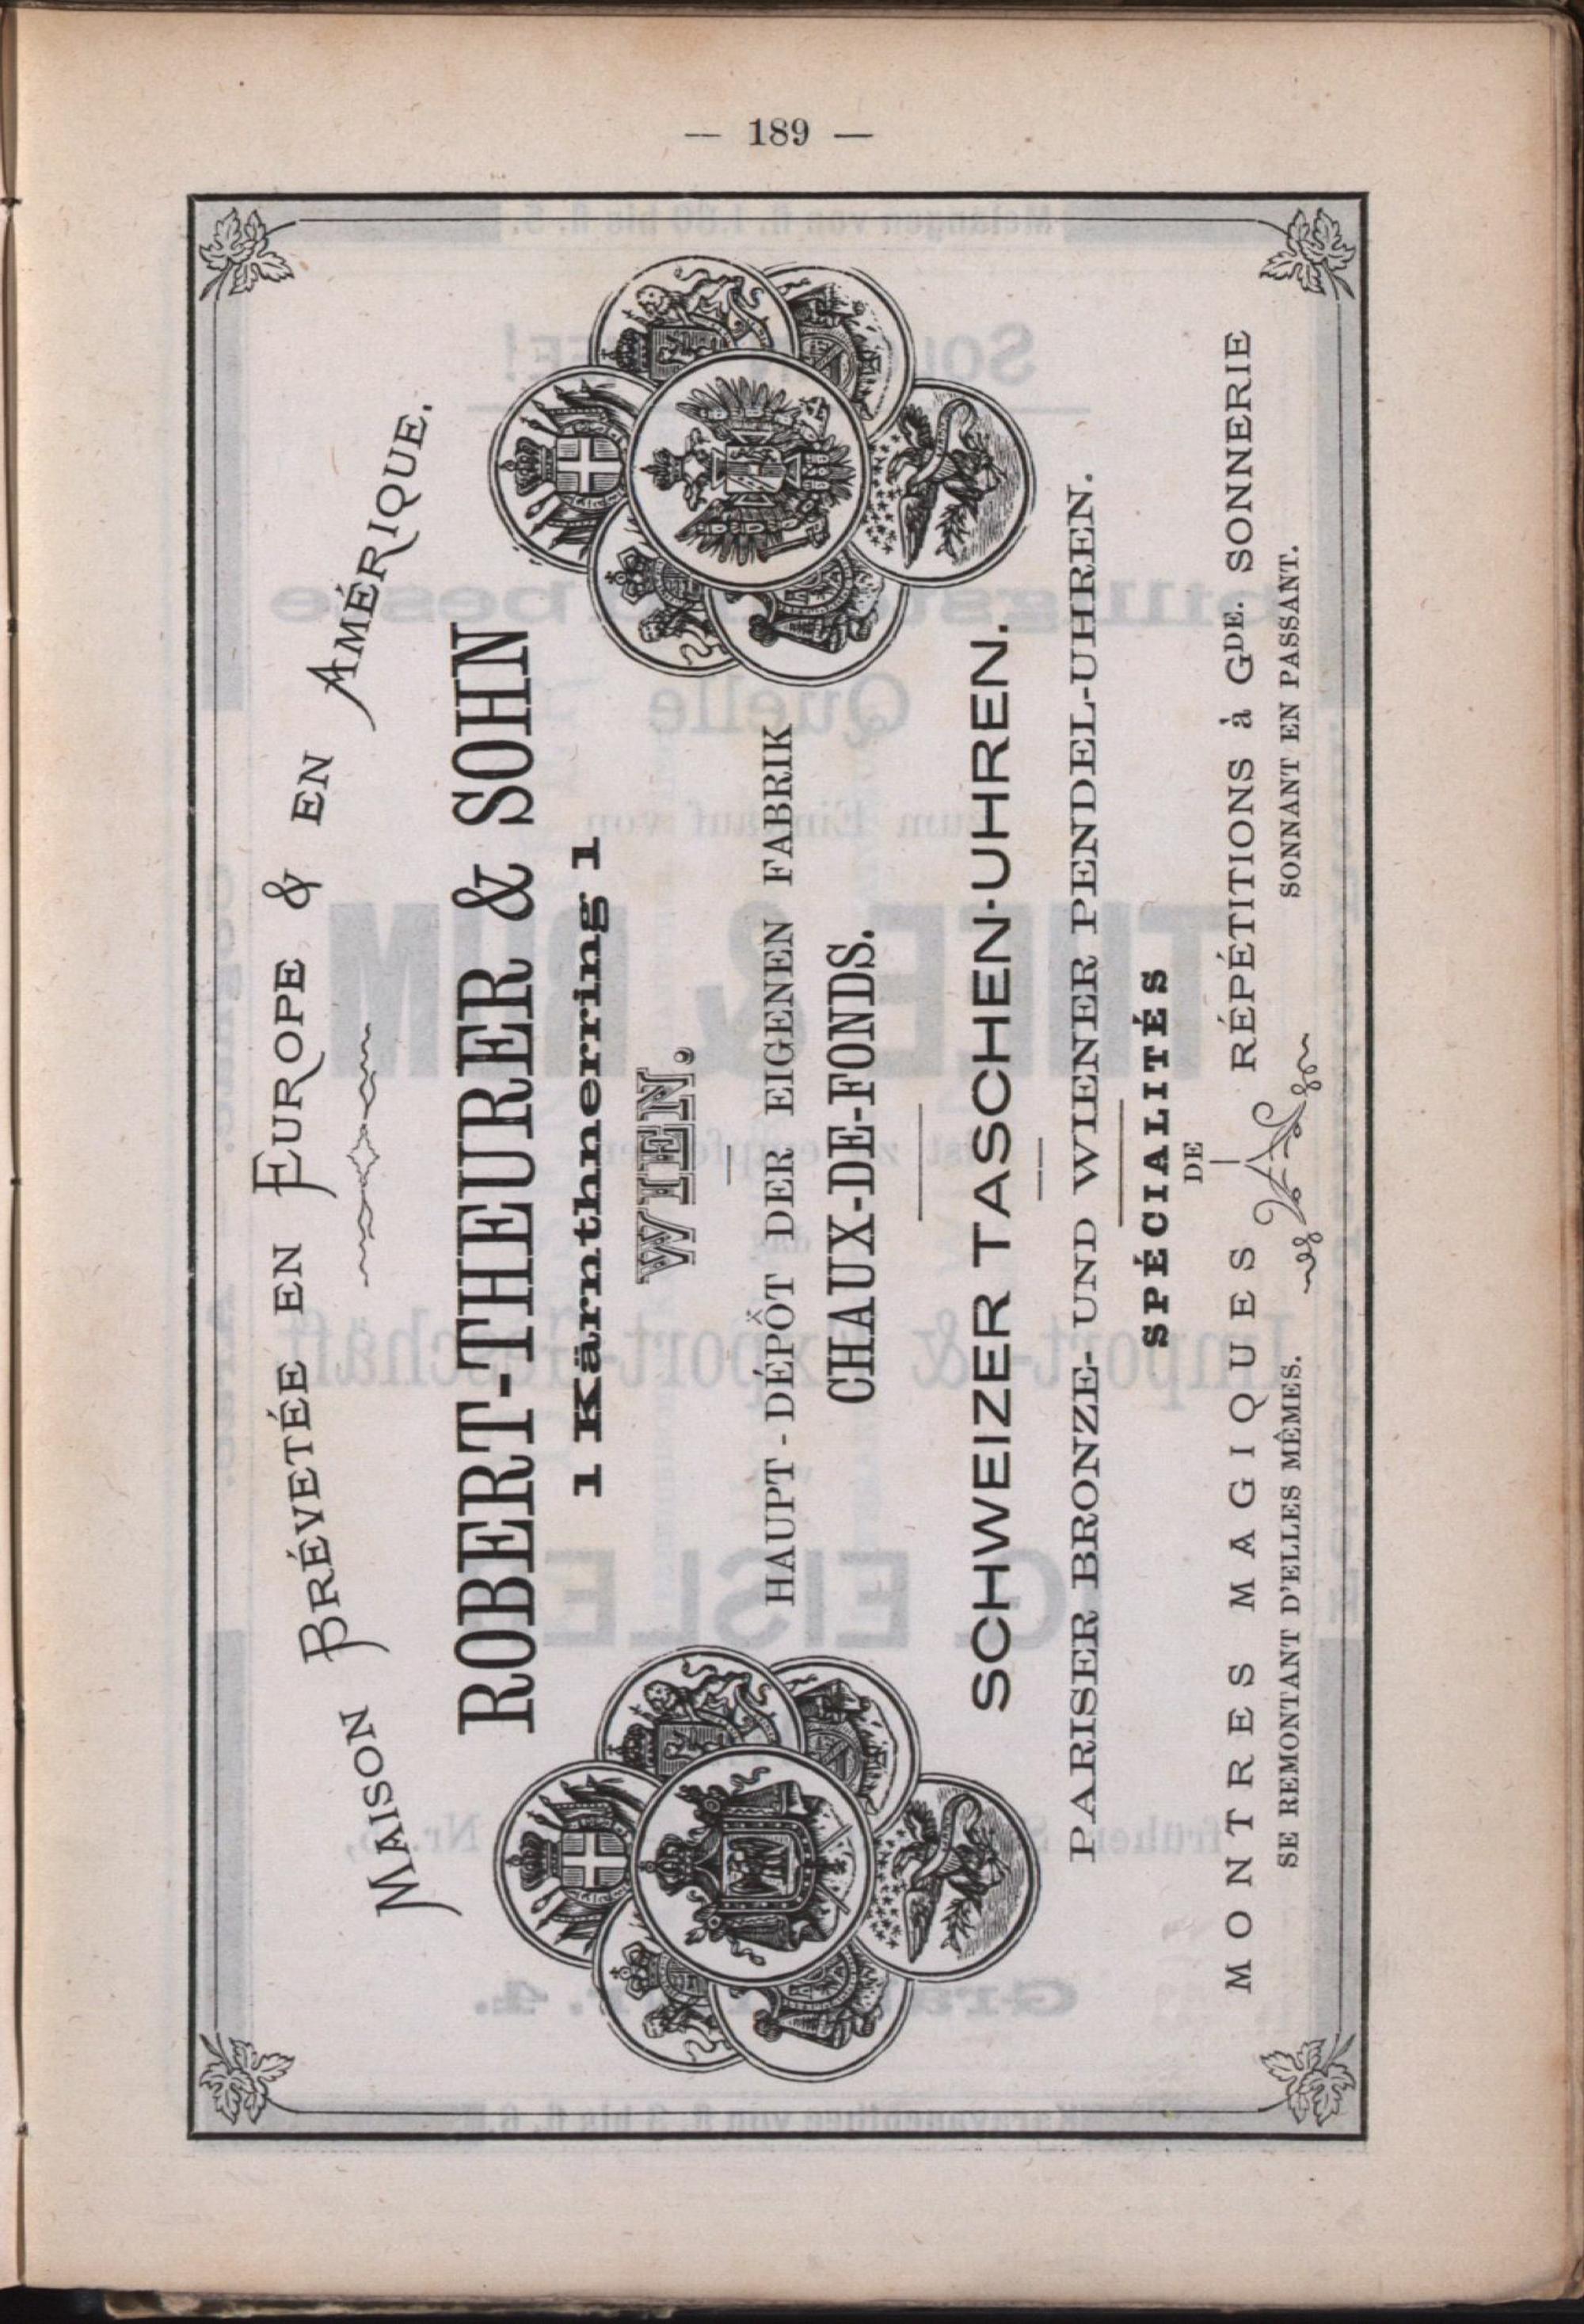 — 189 —
MAISON BRÉVETÉE EN EUROPE & EN AMÉRIQUE.
ROBERT-THEURER & SOHN
1 Kärnthnerring 1
WIEN.
HAUPT-DÉPÔT DER EIGENEN FABRIK
CHAUX-DE-FONDS.
SCHWEIZER TASCHEN-UHREN.
PARISER BRONZE- UND WIENER PENDEL-UHREN.
SPÉCIALITÉS
DE
MONTRES MAGIQUES
SE REMONTANT D'ELLES MÊMES.
RÉPÉTITIONS à GDE. SONNERIE
SONNANT EN PASSANT.